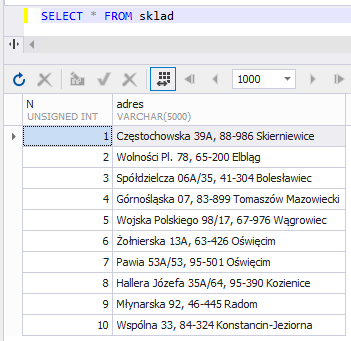 SELECT * FROM sklad
1000
N adres
UNSIGNED INT VARCHAR(5000)
1 Częstochowska 39A, 88-986 Skierniewice
2 Wolności Pl. 78, 65-200 Elbląg
3 Spółdzielcza 06A/35, 41-304 Bolesławiec
4 Górnośląska 07, 83-899 Tomaszów Mazowiecki
5 Wojska Polskiego 98/17, 67-976 Wągrowiec
6 Żołnierska 13A, 63-426 Oświęcim
7 Pawia 53A/53, 95-501 Oświęcim
8 Hallera Józefa 35A/64, 95-390 Kozienice
9 Młynarska 92, 46-445 Radom
10 Wspólna 33, 84-324 Konstancin-Jeziorna